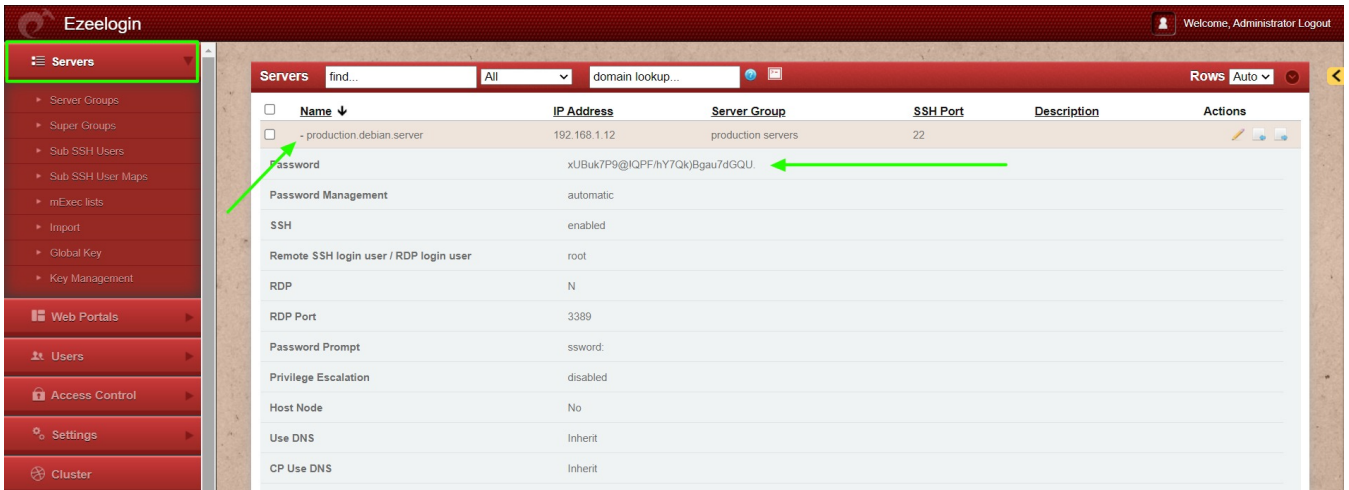 Ezeelogin
Welcome, Administrator Logout
Servers
Server Groups
Super Groups
Sub SSH Users
Sub SSH User Maps
mExec lists
Import
Global Key
Key Management
Web Portals
Users
Access Control
Settings
Cluster
Servers find... All domain lookup... Rows Auto
Name IP Address Server Group SSH Port Description Actions
- production.debian.server 192.168.1.12 production servers 22
Password xUBuk7P9@!QPF/hY7Qk)Bgau7dGQU.
Password Management automatic
SSH enabled
Remote SSH login user / RDP login user root
RDP N
RDP Port 3389
Password Prompt ssword:
Privilege Escalation disabled
Host Node No
Use DNS Inherit
CP Use DNS Inherit